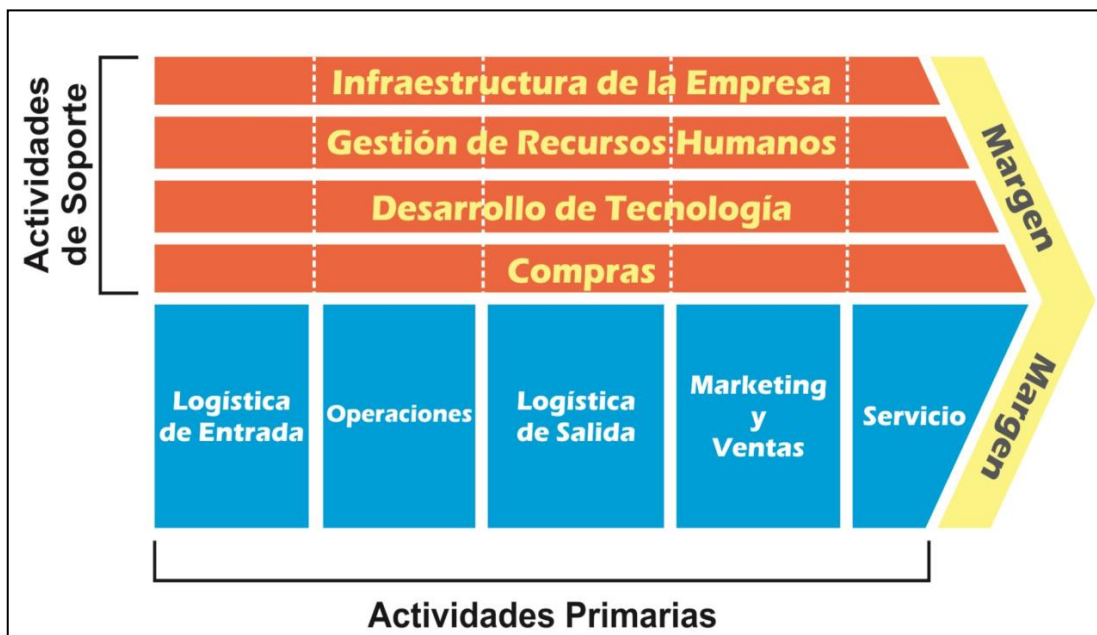 Actividades
de Soporte
Infraestructura de la Empresa
Gestión de Recursos Humanos
Desarrollo de Tecnología
Compras
Logística
de Entrada
Operaciones
Logística
de Salida
Marketing
y
Ventas
Servicio
Margen
Margen
Actividades Primarias